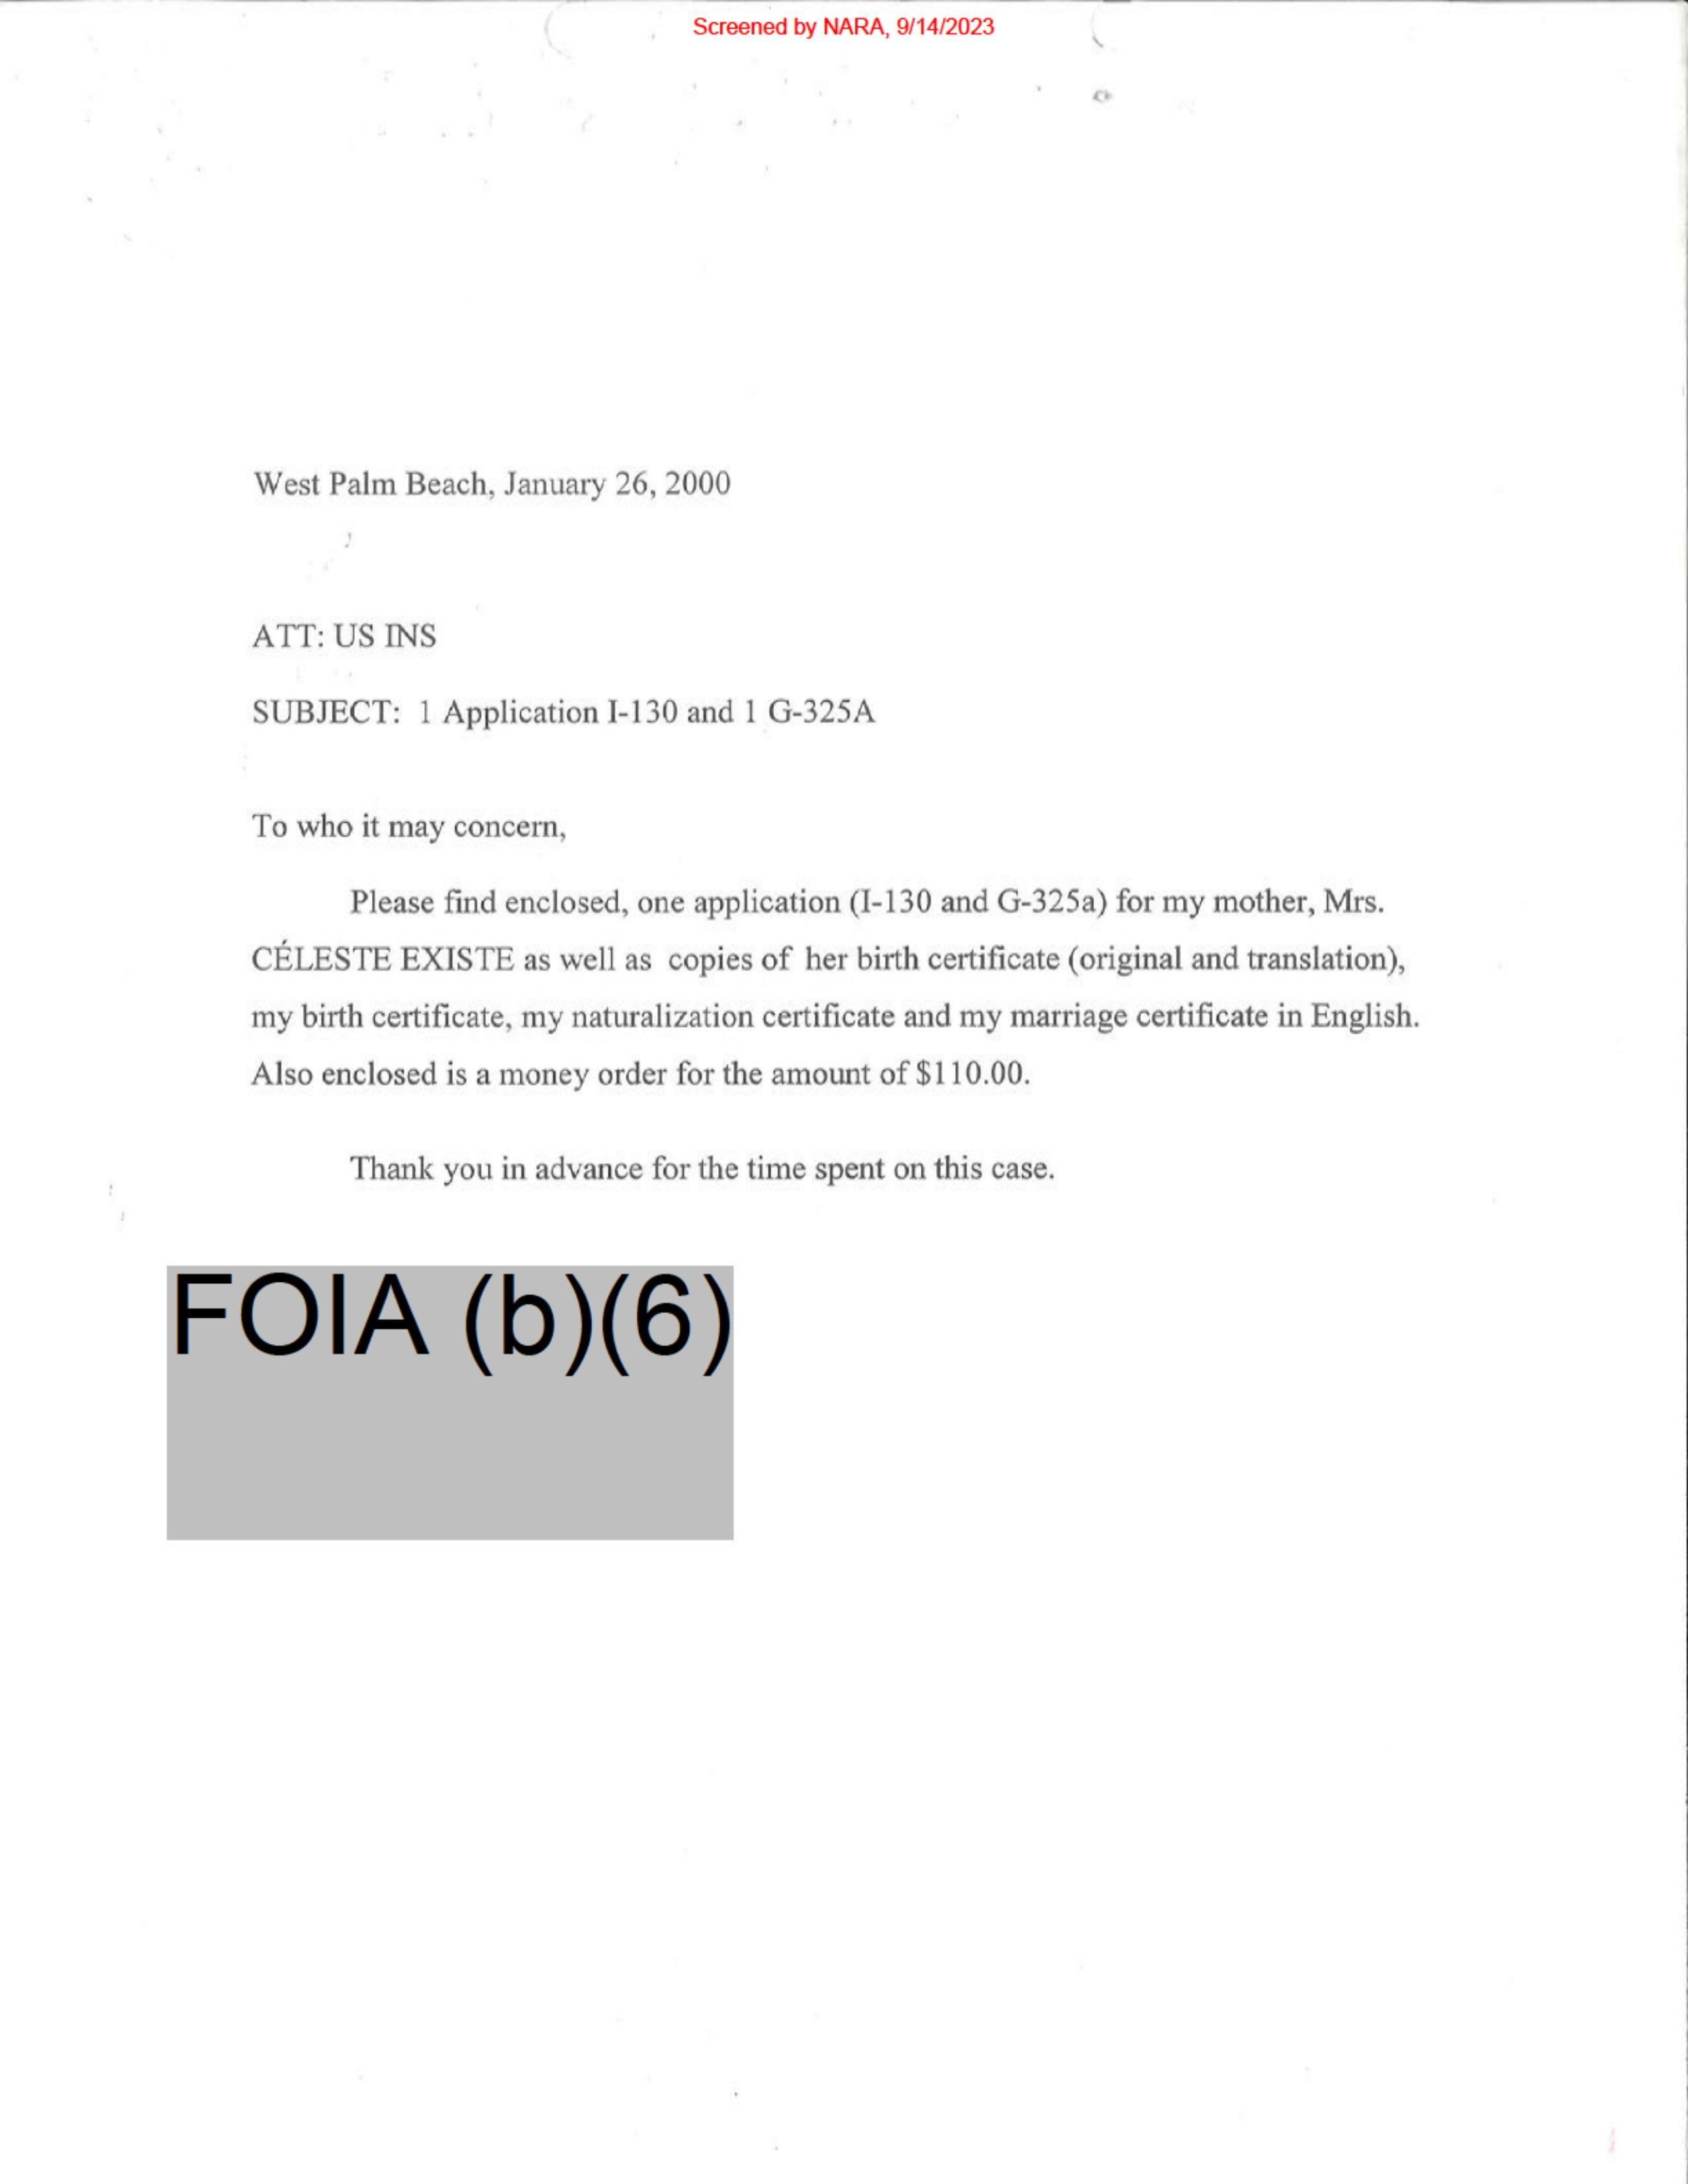 Screened by NARA, 9/14/2023
West Palm Beach, January 26, 2000
ATT: US INS
SUBJECT: 1 Application I-130 and 1 G-325A
To who it may concern,
Please find enclosed, one application (I-130 and G-325a) for my mother, Mrs.
CÉLESTE EXISTE as well as copies of her birth certificate (original and translation),
my birth certificate, my naturalization certificate and my marriage certificate in English.
Also enclosed is a money order for the amount of $110.00.
Thank you in advance for the time spent on this case.
FOIA (b)(6)